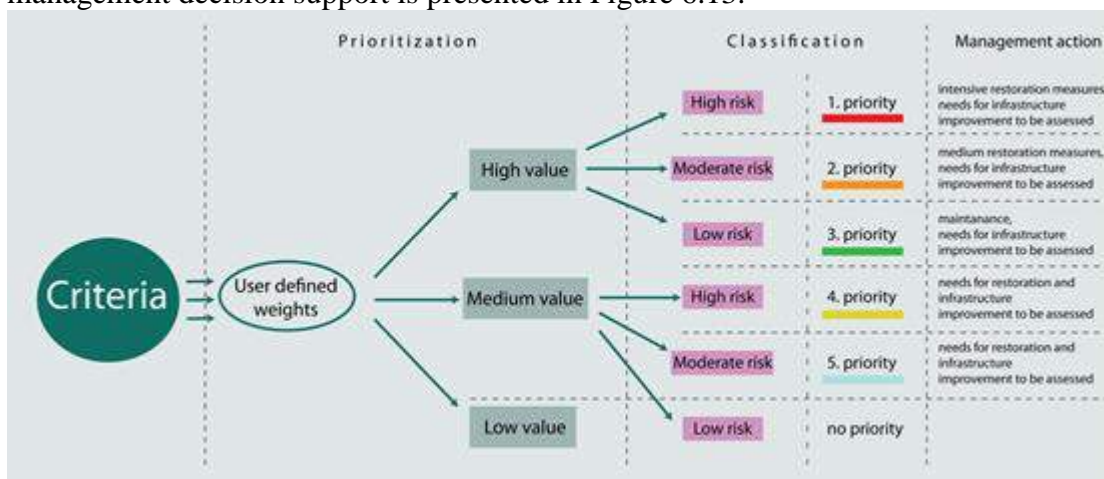 management decision support is presented in Figure 6.13.
Prioritization
Classification
Management action
High risk
1. priority
intensive restoration measures
needs for infrastructure
improvement to be assessed
High value
Moderate risk
2. priority
medium restoration measures,
needs for infrastructure
improvement to be assessed
Low risk
3. priority
maintanance,
needs for infrastructure
improvement to be assessed
Criteria
User defined
weights
Medium value
High risk
4. priority
needs for restoration and
infrastructure
improvement to be assessed
Moderate risk
5. priority
needs for restoration and
infrastructure
improvement to be assessed
Low value
Low risk
no priority